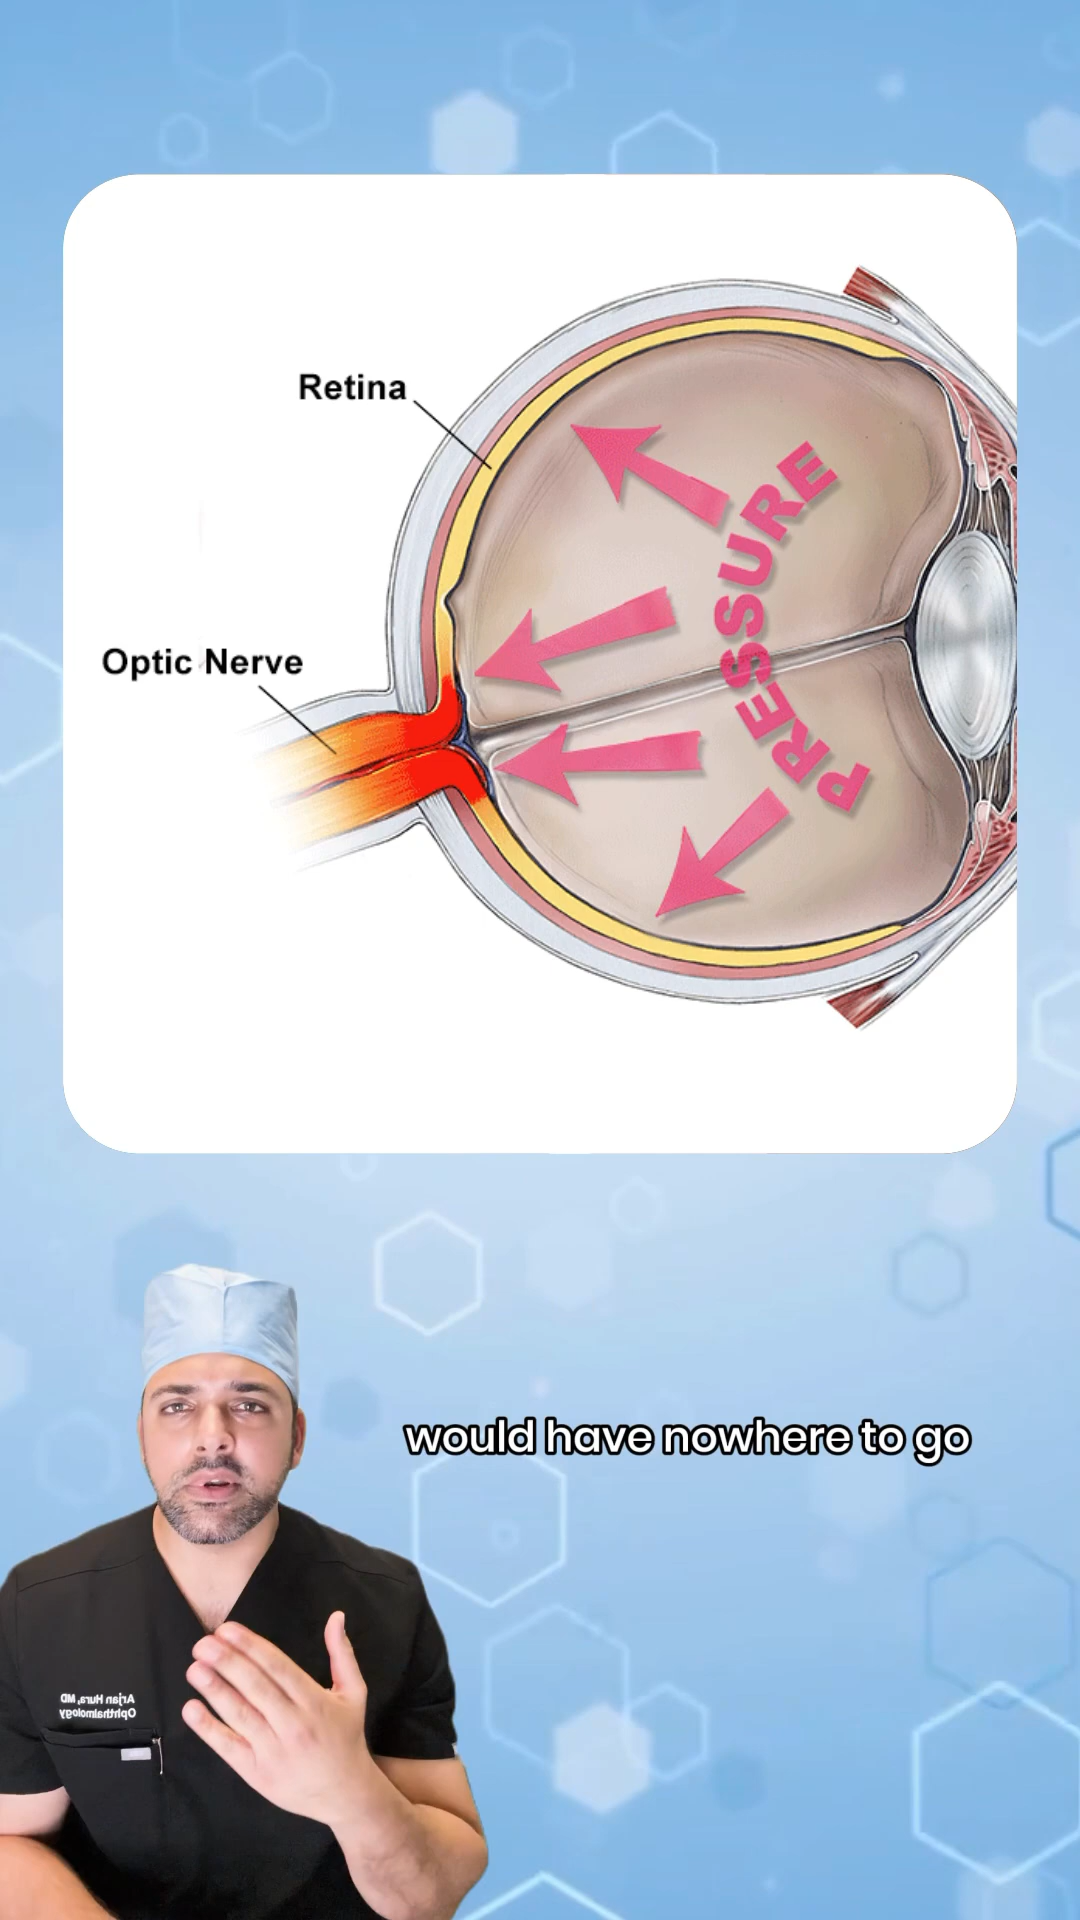 Retina
PRESSURE
Optic Nerve
would have nowhere to go
Arjan Hura, MD
Ophthalmology